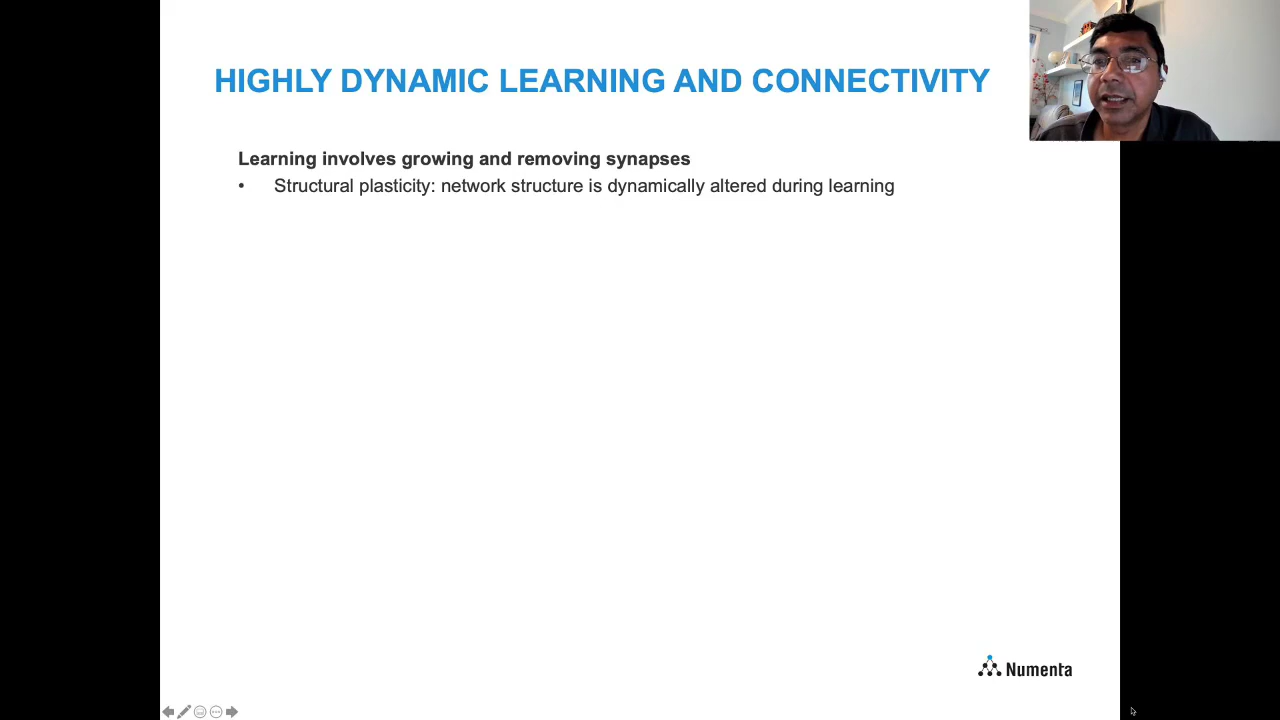 HIGHLY DYNAMIC LEARNING AND CONNECTIVITY
Learning involves growing and removing synapses
• Structural plasticity: network structure is dynamically altered during learning
Numenta